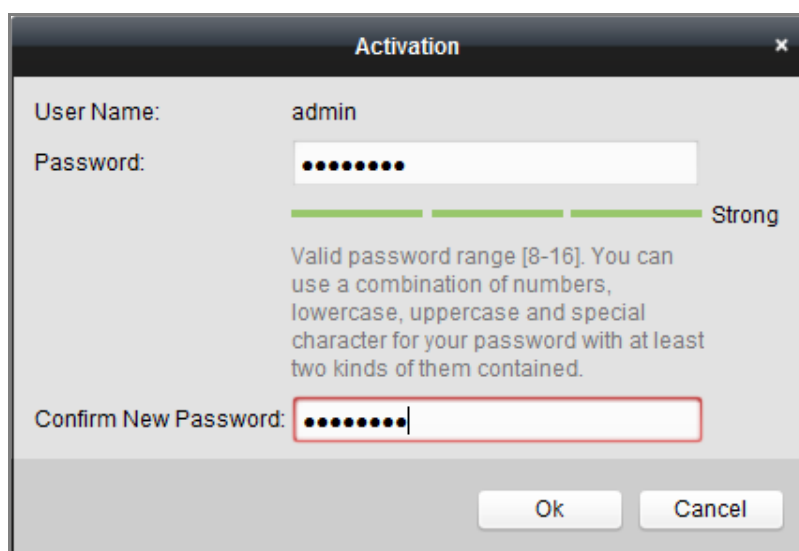 Activation
×
User Name: admin
Password: ●●●●●●●●
Strong
Valid password range [8-16]. You can
use a combination of numbers,
lowercase, uppercase and special
character for your password with at least
two kinds of them contained.
Confirm New Password: ●●●●●●●●
Ok Cancel